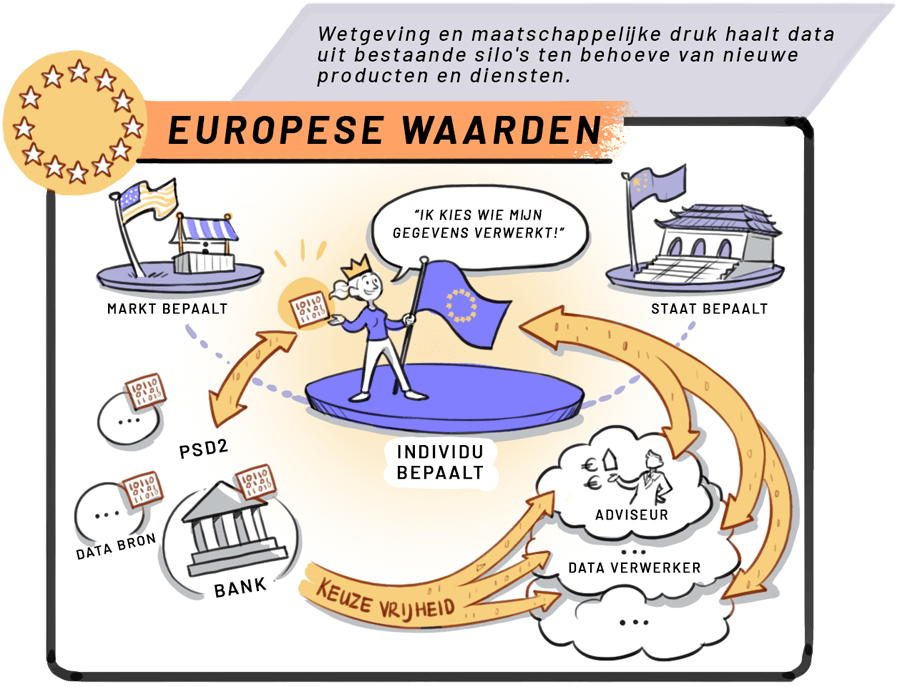 Wetgeving en maatschappelijke druk haalt data
uit bestaande silo's ten behoeve van nieuwe
producten en diensten.
EUROPESE WAARDEN
"IK KIES WIE MIJN
GEGEVENS VERWERKT!"
MARKT BEPAALT
STAAT BEPAALT
INDIVIDU
BEPAALT
PSD2
DATA BRON
BANK
KEUZE VRIJHEID
ADVISEUR
...
DATA VERWERKER
...